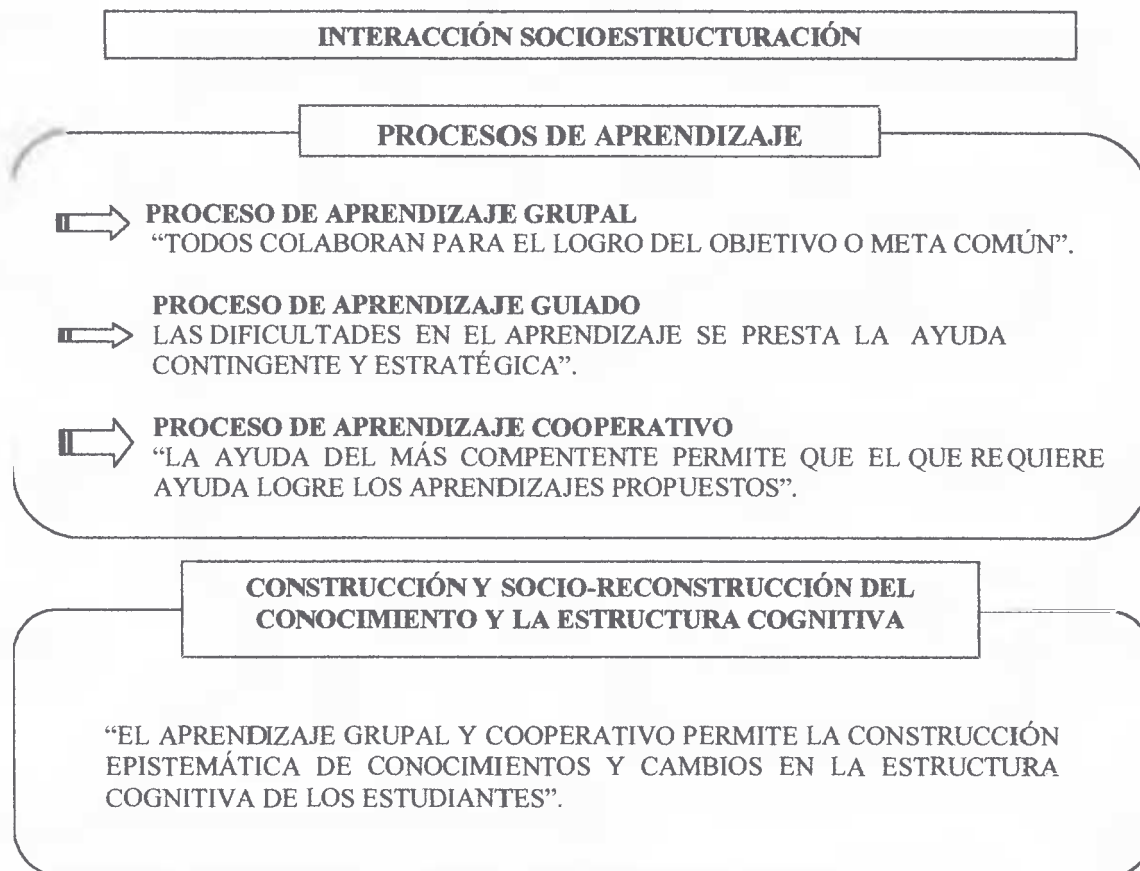 INTERACCIÓN SOCIOESTRUCTURACIÓN
PROCESOS DE APRENDIZAJE
PROCESO DE APRENDIZAJE GRUPAL
“TODOS COLABORAN PARA EL LOGRO DEL OBJETIVO O META COMÚN”.
PROCESO DE APRENDIZAJE GUIADO
LAS DIFICULTADES EN EL APRENDIZAJE SE PRESTA LA AYUDA
CONTINGENTE Y ESTRATÉGICA”.
PROCESO DE APRENDIZAJE COOPERATIVO
“LA AYUDA DEL MÁS COMPENTENTE PERMITE QUE EL QUE REQUIERE
AYUDA LOGRE LOS APRENDIZAJES PROPUESTOS”.
CONSTRUCCIÓN Y SOCIO-RECONSTRUCCIÓN DEL
CONOCIMIENTO Y LA ESTRUCTURA COGNITIVA
“EL APRENDIZAJE GRUPAL Y COOPERATIVO PERMITE LA CONSTRUCCIÓN
EPISTEMÁTICA DE CONOCIMIENTOS Y CAMBIOS EN LA ESTRUCTURA
COGNITIVA DE LOS ESTUDIANTES”.